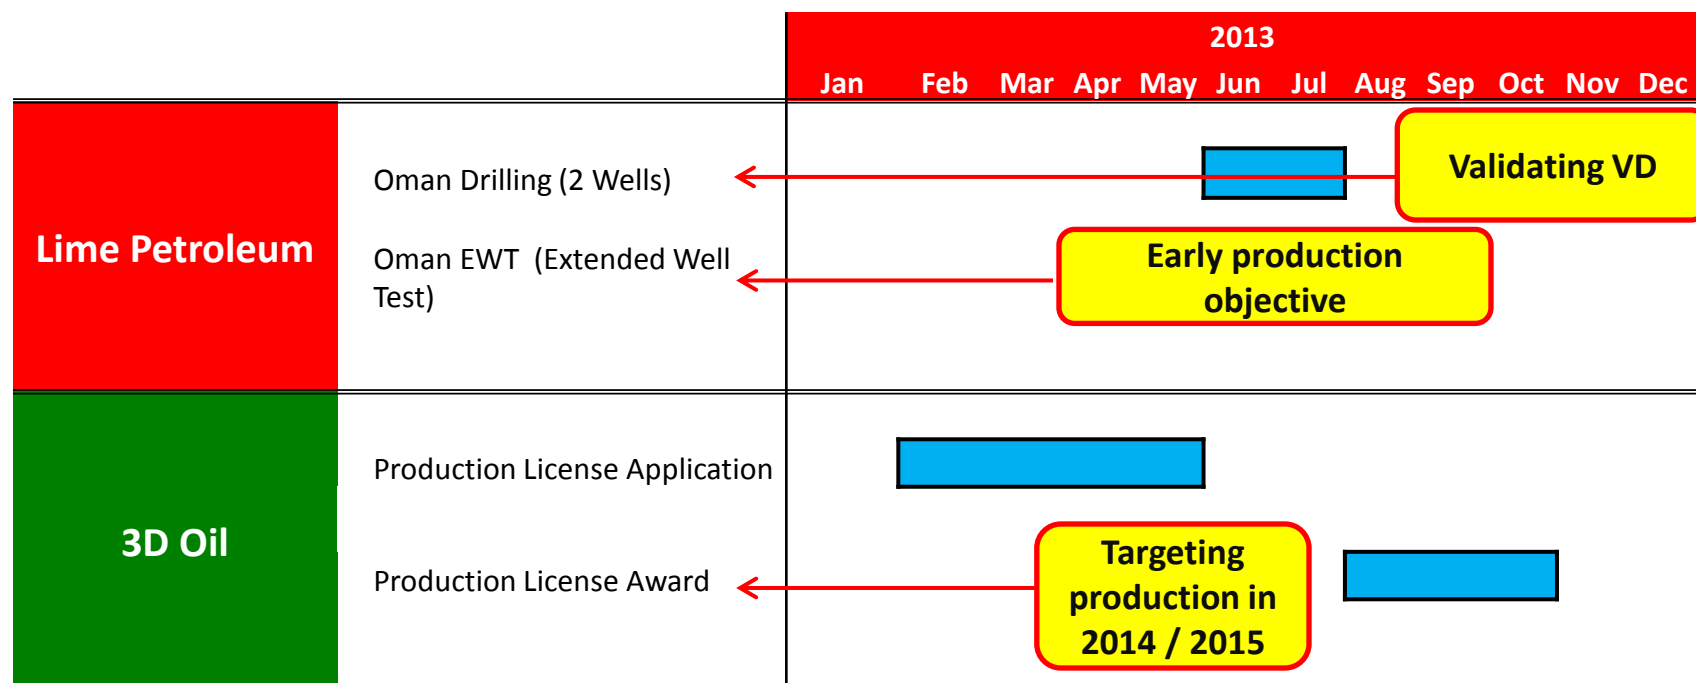 2013
Jan Feb Mar Apr May Jun Jul Aug Sep Oct Nov Dec
Lime Petroleum
Oman Drilling (2 Wells)
Validating VD
Oman EWT (Extended Well
Test)
Early production
objective
3D Oil
Production License Application
Production License Award
Targeting
production in
2014 / 2015